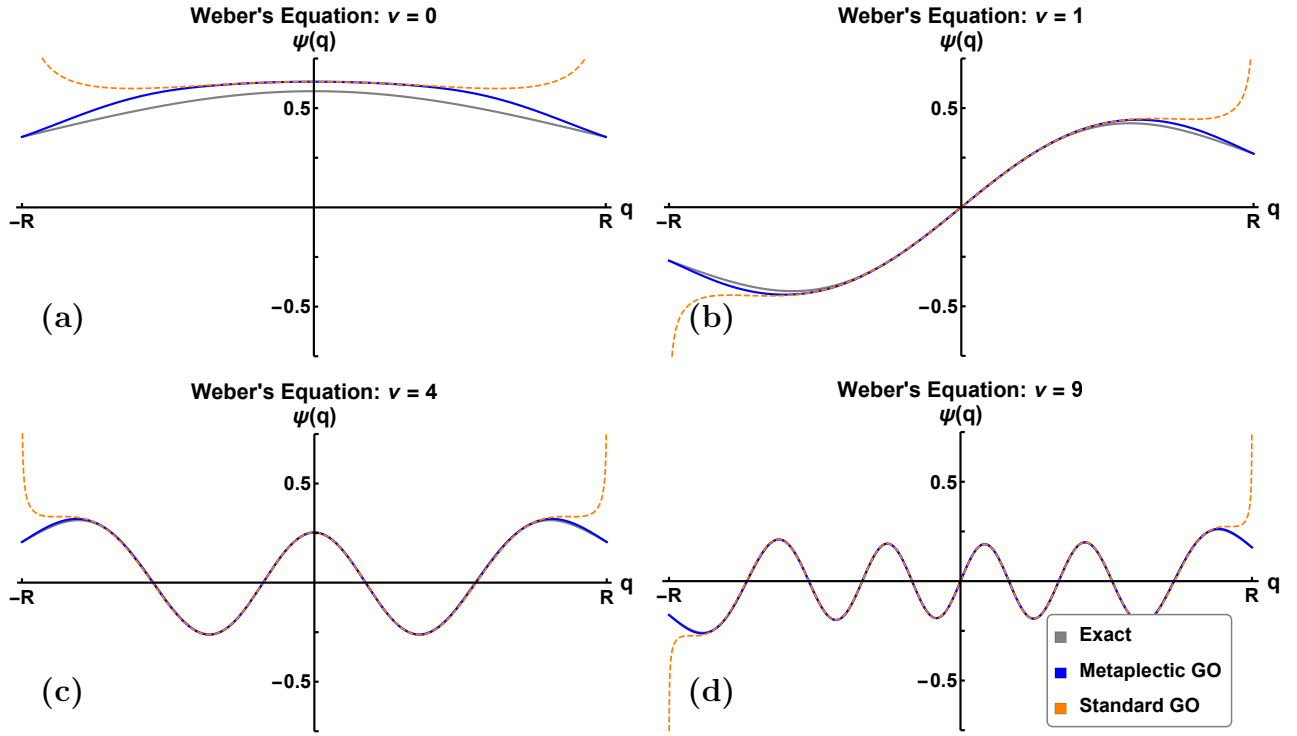 Weber's Equation: ν = 0
ψ(q)
0.5
−R
R
q
−0.5
(a)
Weber's Equation: ν = 1
ψ(q)
0.5
−R
R
q
−0.5
(b)
Weber's Equation: ν = 4
ψ(q)
0.5
−R
R
q
−0.5
(c)
Weber's Equation: ν = 9
ψ(q)
0.5
−R
R
q
−0.5
(d)
Exact
Metaplectic GO
Standard GO